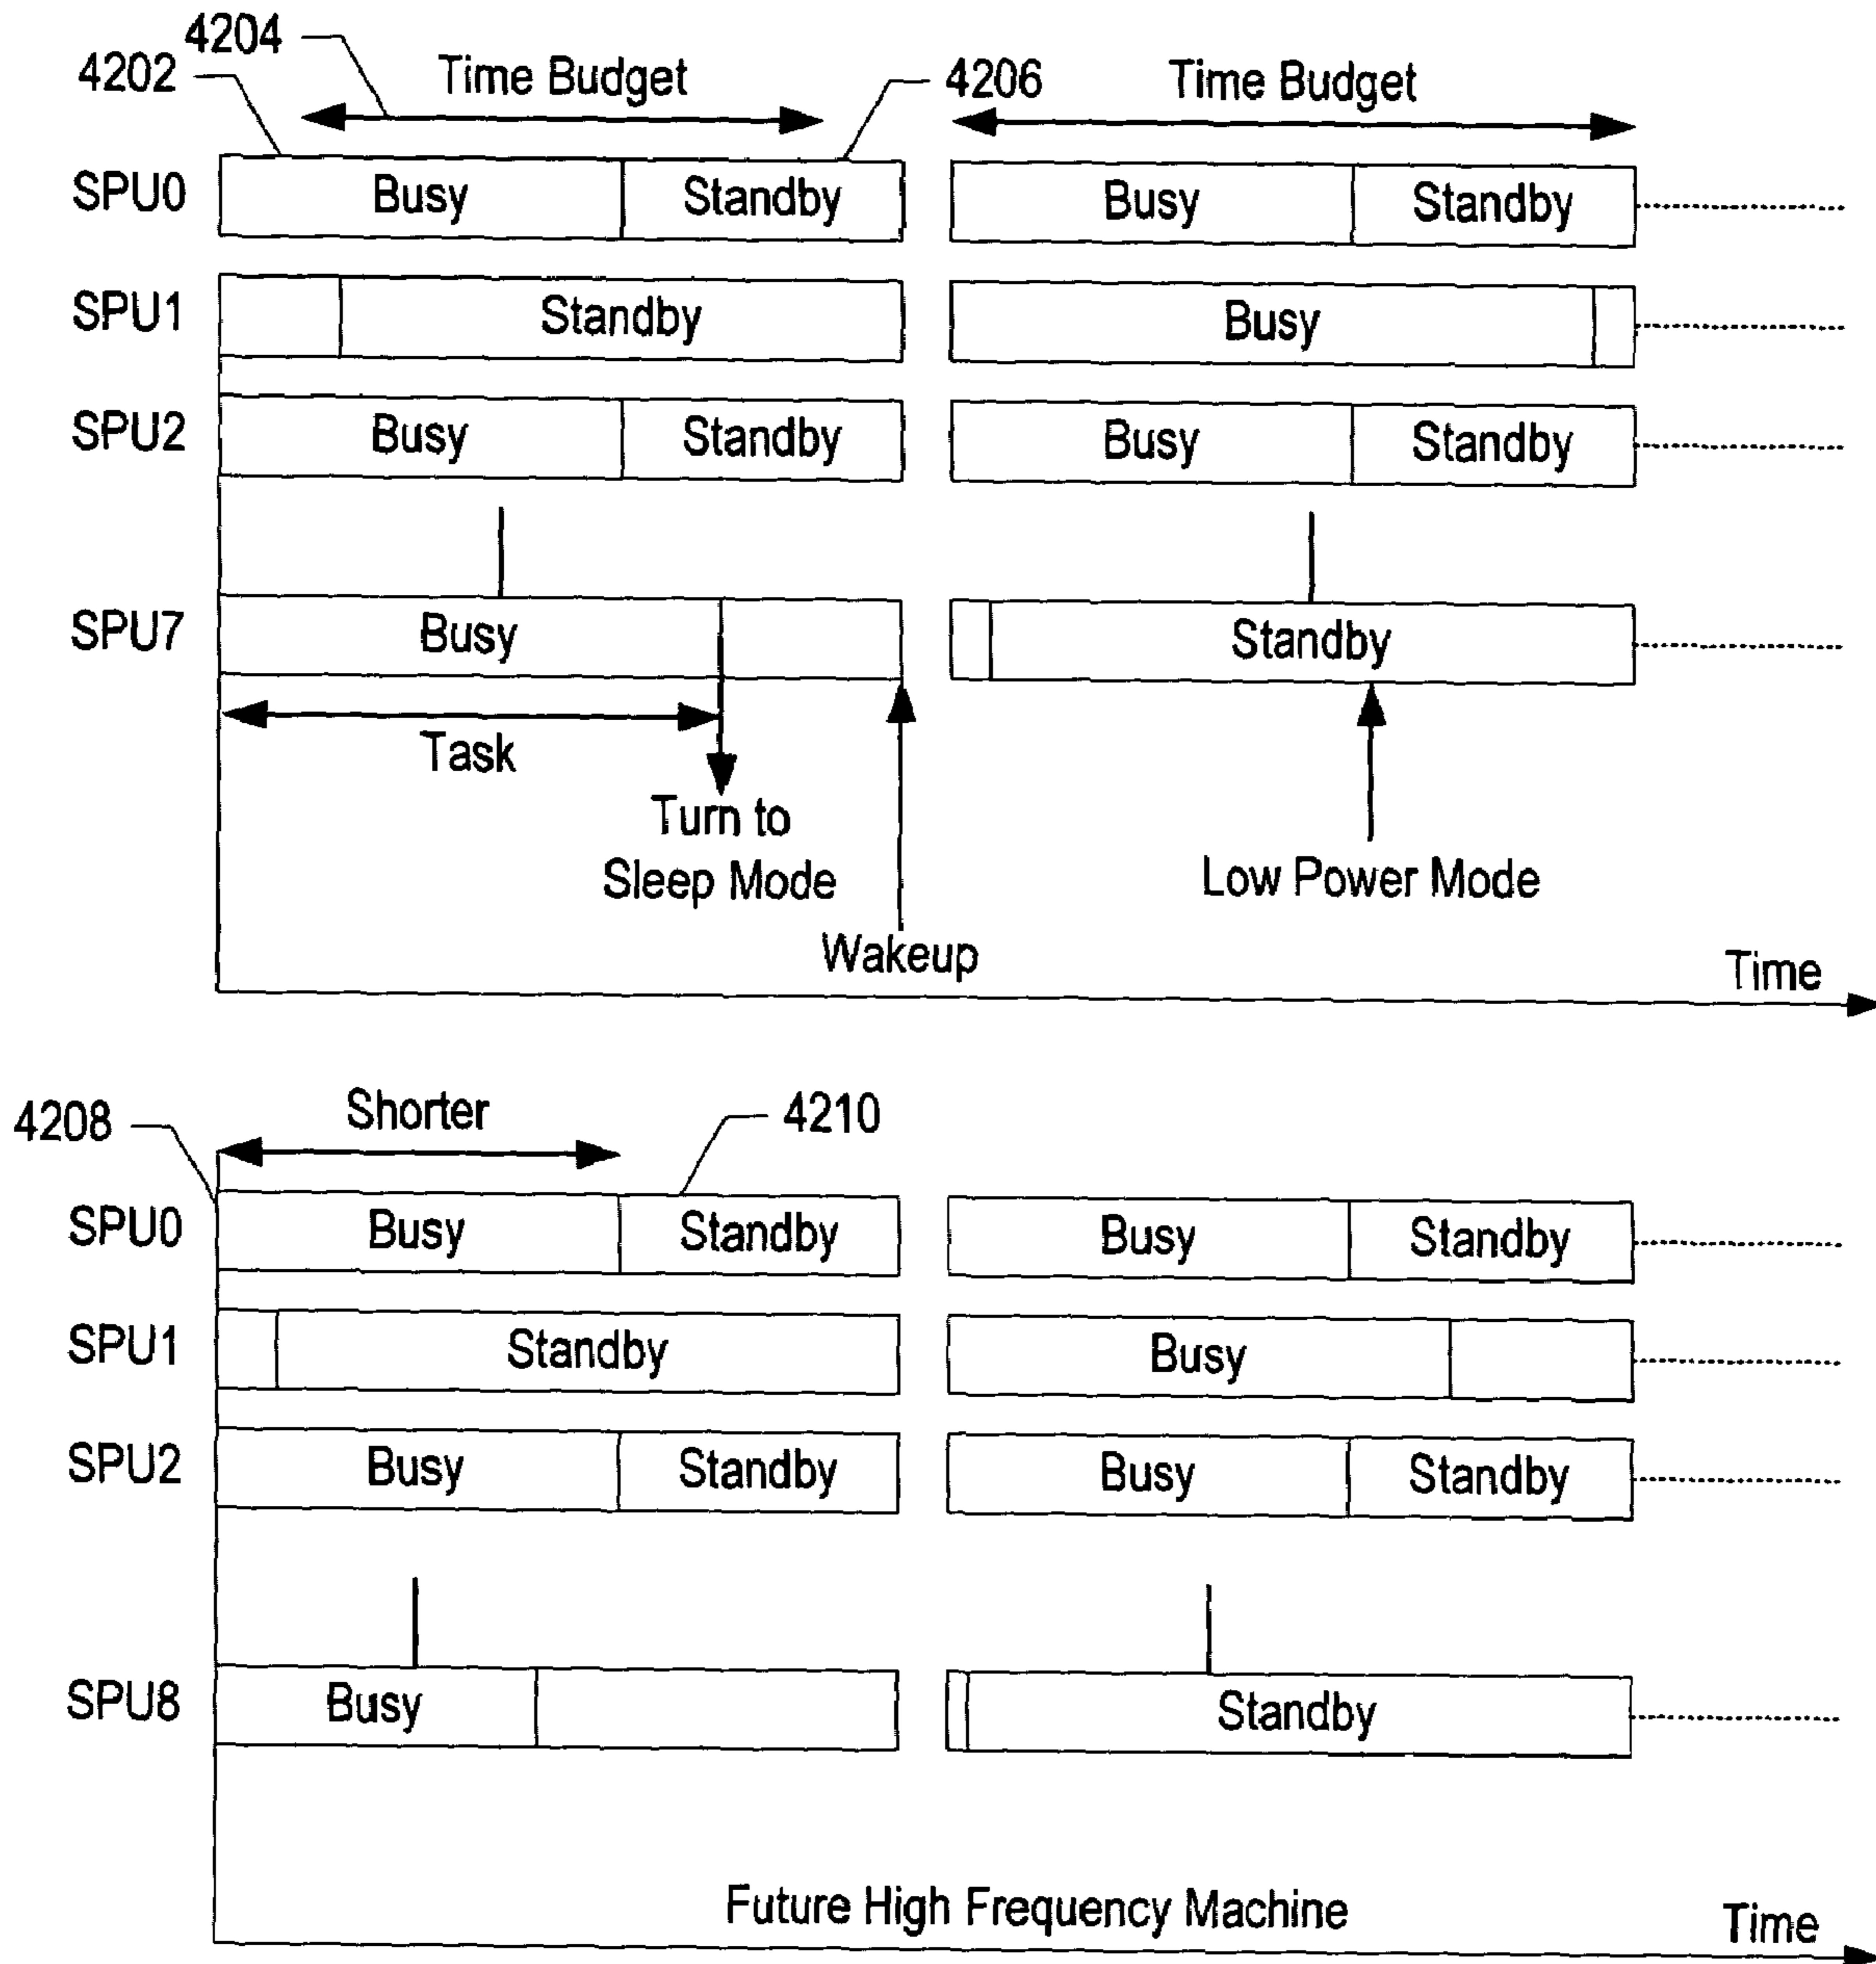 4204
4202 Time Budget 4206 Time Budget
SPU0 Busy Standby Busy Standby
SPU1 Standby Busy
SPU2 Busy Standby Busy Standby
SPU7 Busy Standby
Task
Turn to
Sleep Mode Low Power Mode
Wakeup Time
4208 Shorter 4210
SPU0 Busy Standby Busy Standby
SPU1 Standby Busy
SPU2 Busy Standby Busy Standby
SPU8 Busy Standby
Future High Frequency Machine Time